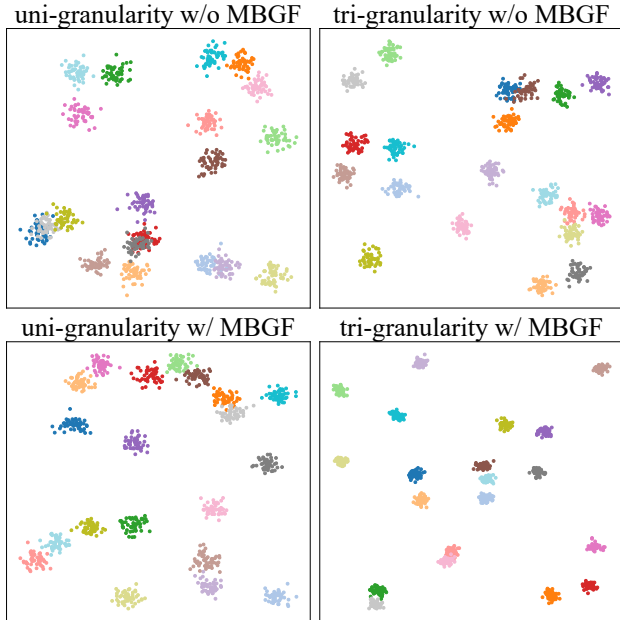 uni-granularity w/o MBGF
tri-granularity w/o MBGF
uni-granularity w/ MBGF
tri-granularity w/ MBGF